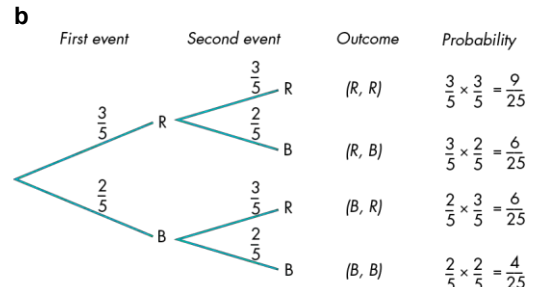 b
First event Second event Outcome Probability
3/5 R (R, R) 3/5 × 3/5 = 9/25
3/5 R
2/5 B (R, B) 3/5 × 2/5 = 6/25
3/5 R (B, R) 2/5 × 3/5 = 6/25
2/5 B
2/5 B (B, B) 2/5 × 2/5 = 4/25